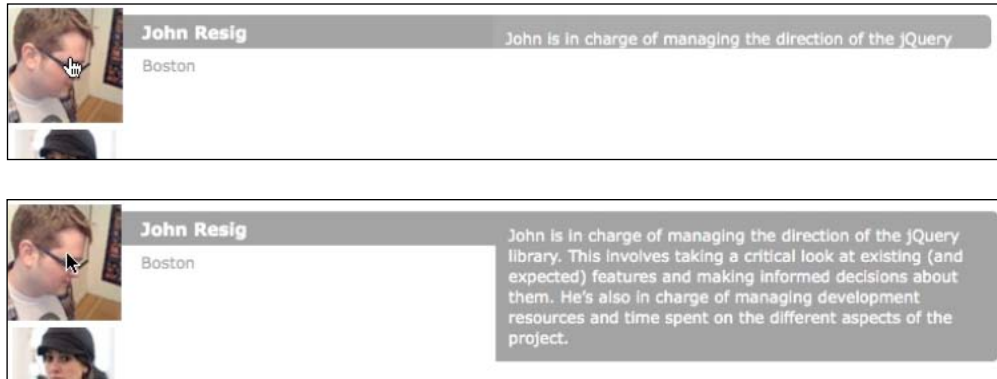 John Resig
John is in charge of managing the direction of the jQuery
Boston
John Resig
Boston
John is in charge of managing the direction of the jQuery
library. This involves taking a critical look at existing (and
expected) features and making informed decisions about
them. He's also in charge of managing development
resources and time spent on the different aspects of the
project.